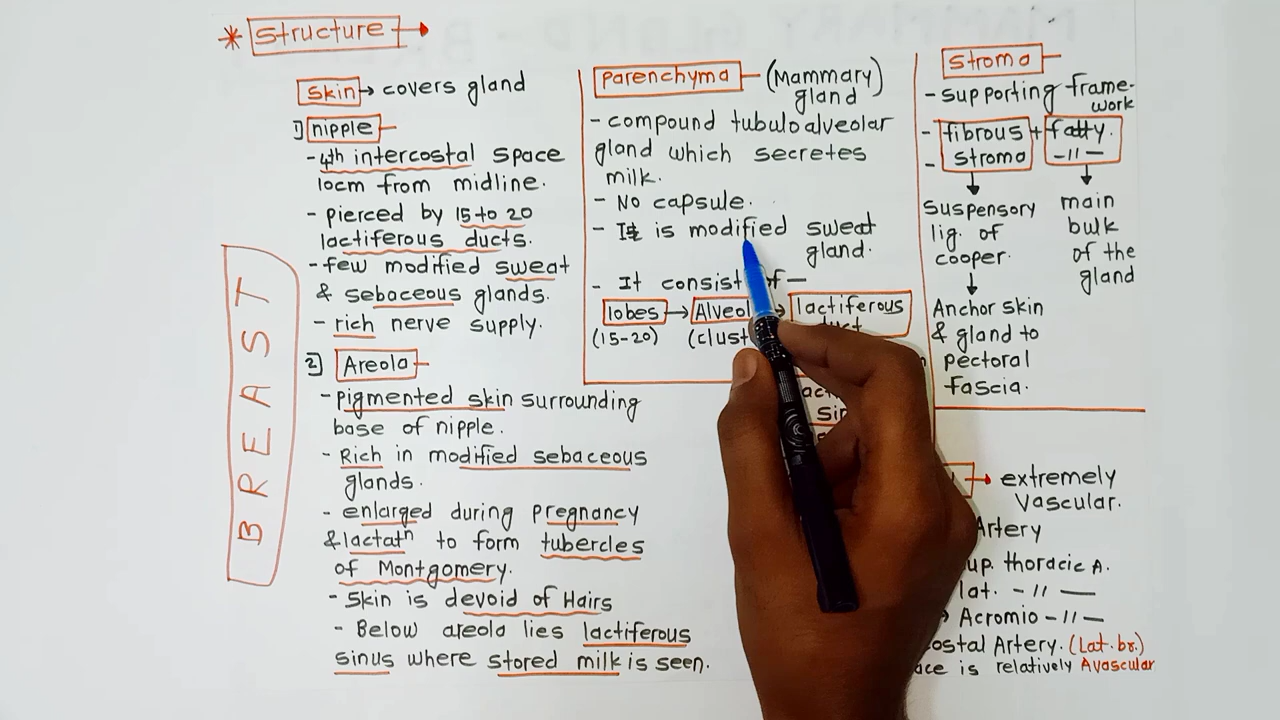 * Structure
Skin → covers gland
1) nipple
- 4th intercostal space
10cm from midline.
- pierced by 15 to 20
lactiferous ducts.
- few modified sweat
& sebaceous glands.
- rich nerve supply.
2) Areola
- pigmented skin surrounding
base of nipple.
- Rich in modified sebaceous
glands.
- enlarged during pregnancy
& lactatn to form tubercles
of Montgomery.
- Skin is devoid of Hairs
- Below areola lies lactiferous
sinus where stored milk is seen.
BREAST
parenchyma - (Mammary)
gland
- compound tubuloalveolar
gland which secretes
milk.
- No capsule.
- It is modified sweat
gland.
- It consist of -
lobes → Alveol → lactiferous
(15-20) (clust
Stroma
- supporting frame-
work
- fibrous + fatty
- stroma -11-
suspensory
lig. of
cooper.
Anchor skin
& gland to
pectoral
fascia.
main
bulk
of the
gland
→ extremely
Vascular.
Artery
up. thoracic A.
lat. -11-
Acromio -11-
costal Artery. (Lat. br.)
ace is relatively Avascular